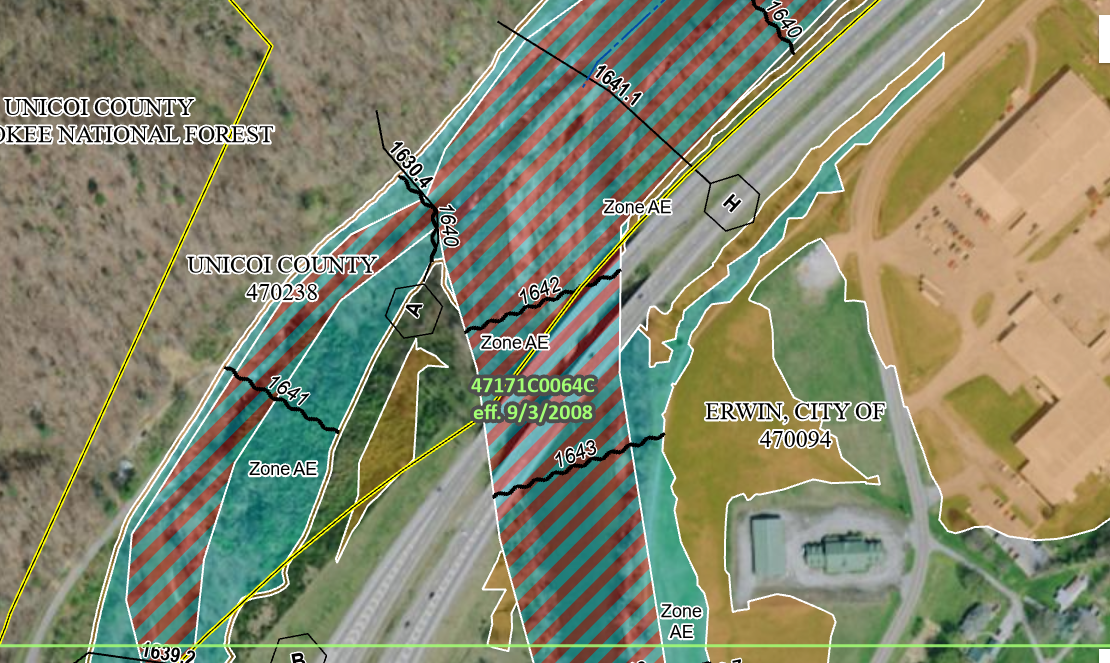 1640
1641.1
UNICOI COUNTY
OKEE NATIONAL FOREST
1630.4
H
Zone AE
1640
UNICOI COUNTY
470238
1642
A
Zone AE
47171C0064C
eff. 9/3/2008
1641
ERWIN, CITY OF
470094
1643
Zone AE
Zone
AE
1639.2
B